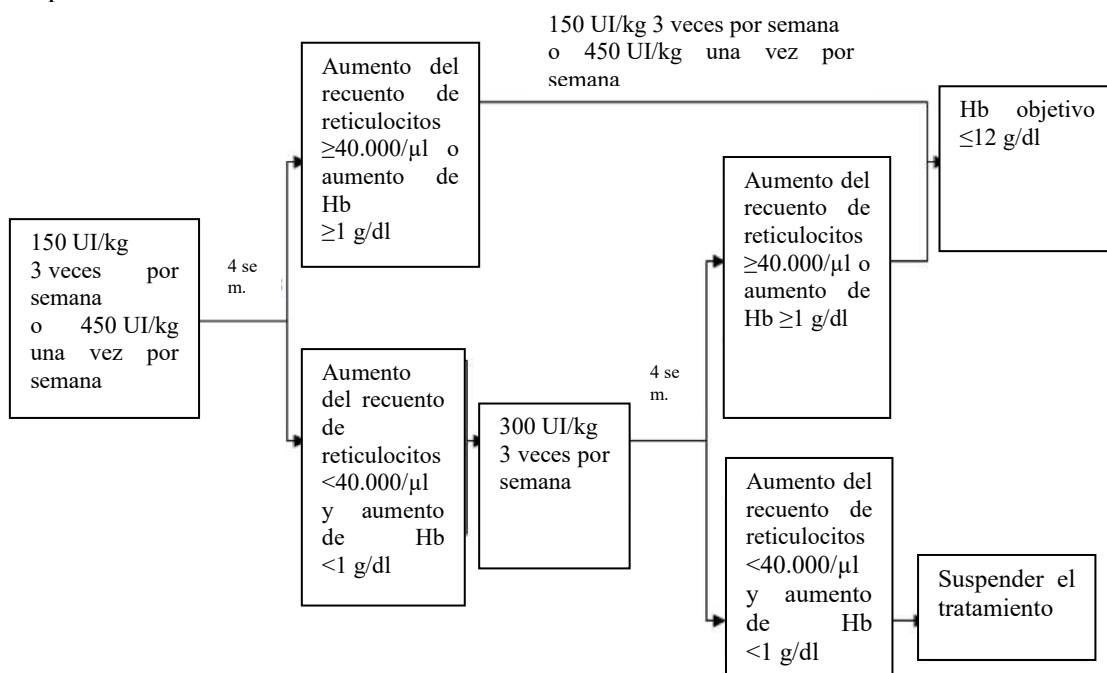 150 UI/kg
3 veces por
semana
o 450 UI/kg
una vez por
semana
4 se
m.
Aumento del
recuento de
reticulocitos
≥40.000/µl o
aumento de
Hb
≥1 g/dl
150 UI/kg 3 veces por semana
o 450 UI/kg una vez por
semana
Aumento
del recuento
de
reticulocitos
<40.000/µl
y aumento
de Hb
<1 g/dl
300 UI/kg
3 veces por
semana
4 se
m.
Aumento del
recuento de
reticulocitos
≥40.000/µl o
aumento de
Hb ≥1 g/dl
Hb objetivo
≤12 g/dl
Aumento del
recuento de
reticulocitos
<40.000/µl
y aumento
de Hb
<1 g/dl
Suspender el
tratamiento